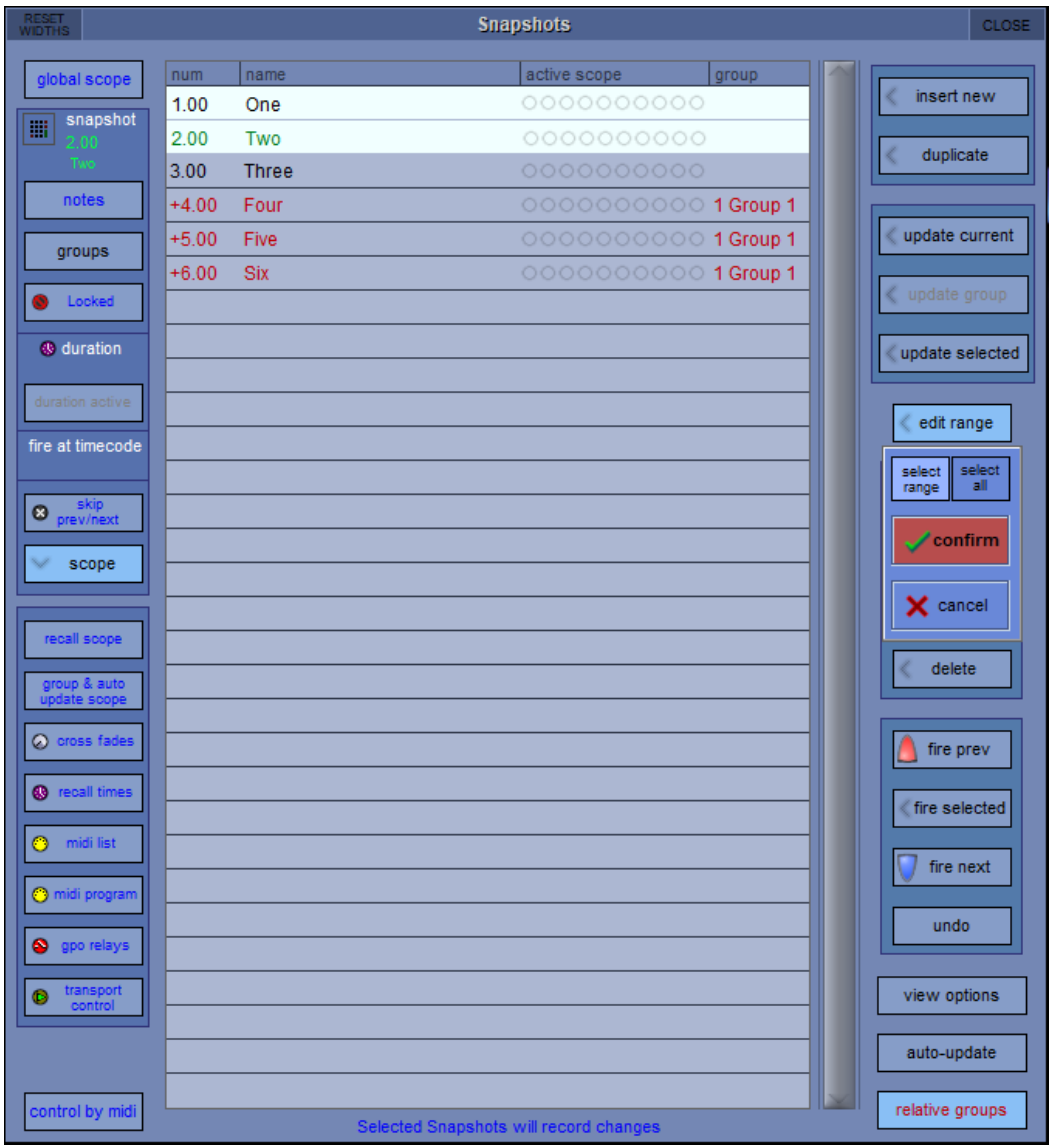 RESET
WIDTHS
Snapshots
CLOSE
global scope
snapshot
2.00
Two
notes
groups
Locked
duration
duration active
fire at timecode
skip
prev/next
scope
recall scope
group & auto
update scope
cross fades
recall times
midi list
midi program
gpo relays
transport
control
control by midi
num name active scope group
1.00 One
2.00 Two
3.00 Three
+4.00 Four 1 Group 1
+5.00 Five 1 Group 1
+6.00 Six 1 Group 1
Selected Snapshots will record changes
insert new
duplicate
update current
update group
update selected
edit range
select
range
select
all
confirm
cancel
delete
fire prev
fire selected
fire next
undo
view options
auto-update
relative groups